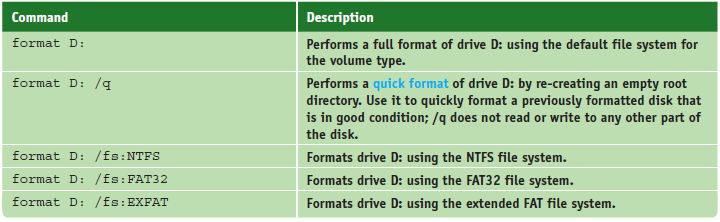 Command Description
format D: Performs a full format of drive D: using the default file system for
the volume type.
format D: /q Performs a quick format of drive D: by re-creating an empty root
directory. Use it to quickly format a previously formatted disk that
is in good condition; /q does not read or write to any other part of
the disk.
format D: /fs:NTFS Formats drive D: using the NTFS file system.
format D: /fs:FAT32 Formats drive D: using the FAT32 file system.
format D: /fs:EXFAT Formats drive D: using the extended FAT file system.